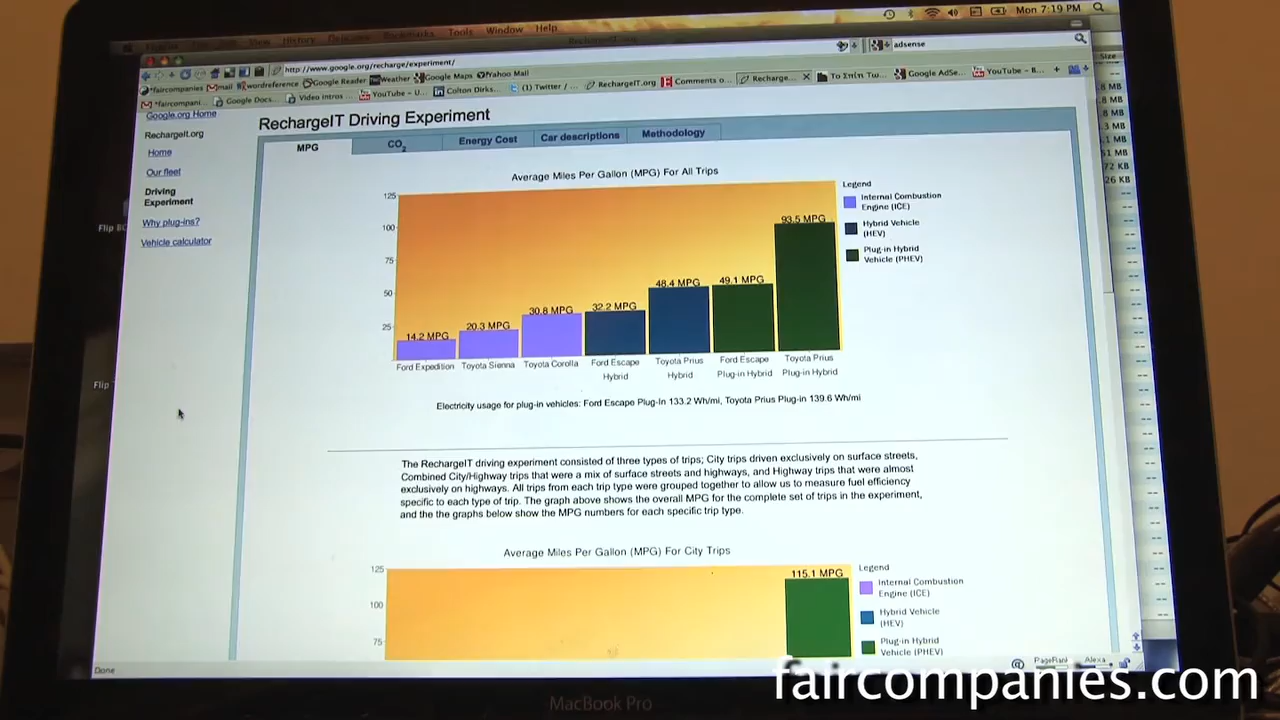 Mon 7:19 PM
History
Bookmarks Tools Window Help
http://www.google.org/recharge/experiment/
adsense
*faircompani... Gmail wordreference Google Reader Weather Google Maps Yahoo Mail
*faircompani... Google Docs... Video intros... YouTube – U... Colton Dirks... (1) Twitter / ... RechargeIT.org Comments o... Recharge... Το Σπίτι Tω... Google AdSe... YouTube – B...
Size
Google.org Home
RechargeIt.org
Home
Our fleet
Driving
Experiment
Why plug-ins?
Vehicle calculator
Flip
RechargeIT Driving Experiment
MPG
CO2
Energy Cost
Car descriptions
Methodology
Average Miles Per Gallon (MPG) For All Trips
125
100
75
50
25
14.2 MPG
20.3 MPG
30.8 MPG
32.2 MPG
48.4 MPG
49.1 MPG
93.5 MPG
Ford Expedition
Toyota Sienna
Toyota Corolla
Ford Escape
Hybrid
Toyota Prius
Hybrid
Ford Escape
Plug-in Hybrid
Toyota Prius
Plug-in Hybrid
Legend
Internal Combustion
Engine (ICE)
Hybrid Vehicle
(HEV)
Plug-in Hybrid
Vehicle (PHEV)
Electricity usage for plug-in vehicles: Ford Escape Plug-In 133.2 Wh/mi, Toyota Prius Plug-in 139.6 Wh/mi
The RechargeIT driving experiment consisted of three types of trips; City trips driven exclusively on surface streets,
Combined City/Highway trips that were a mix of surface streets and highways, and Highway trips that were almost
exclusively on highways. All trips from each trip type were grouped together to allow us to measure fuel efficiency
specific to each type of trip. The graph above shows the overall MPG for the complete set of trips in the experiment,
and the the graphs below show the MPG numbers for each specific trip type.
Average Miles Per Gallon (MPG) For City Trips
125
100
75
115.1 MPG
Legend
Internal Combustion
Engine (ICE)
Hybrid Vehicle
(HEV)
Plug-in Hybrid
Vehicle (PHEV)
Flip
Done
PageRank
Alexa
MacBook Pro
faircompanies.com